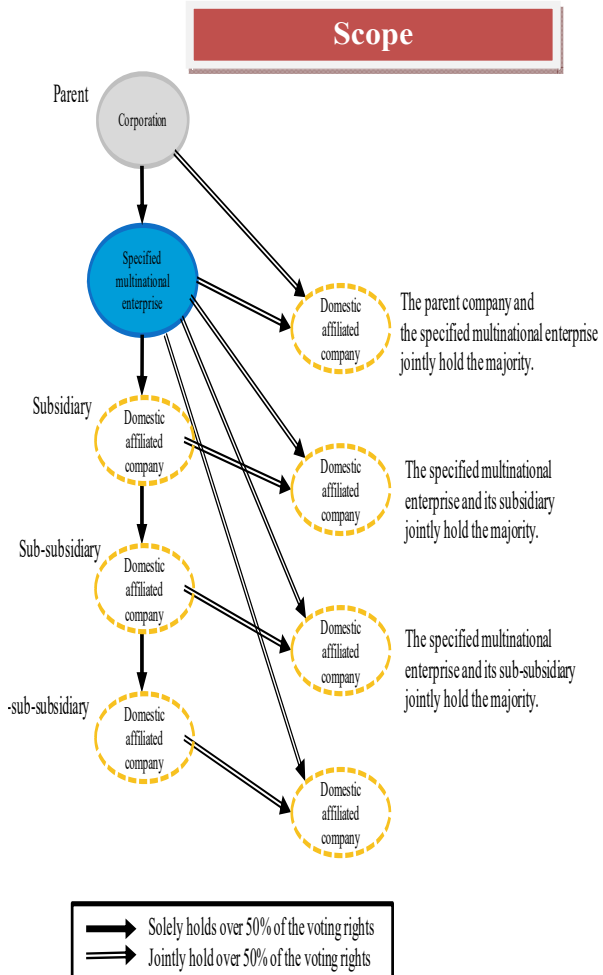 Scope
Parent
Corporation
Specified
multinational
enterprise
Domestic
affiliated
company
The parent company and
the specified multinational enterprise
jointly hold the majority.
Subsidiary
Domestic
affiliated
company
Domestic
affiliated
company
The specified multinational
enterprise and its subsidiary
jointly hold the majority.
Sub-subsidiary
Domestic
affiliated
company
Domestic
affiliated
company
The specified multinational
enterprise and its sub-subsidiary
jointly hold the majority.
-sub-subsidiary
Domestic
affiliated
company
Domestic
affiliated
company
Solely holds over 50% of the voting rights
Jointly hold over 50% of the voting rights